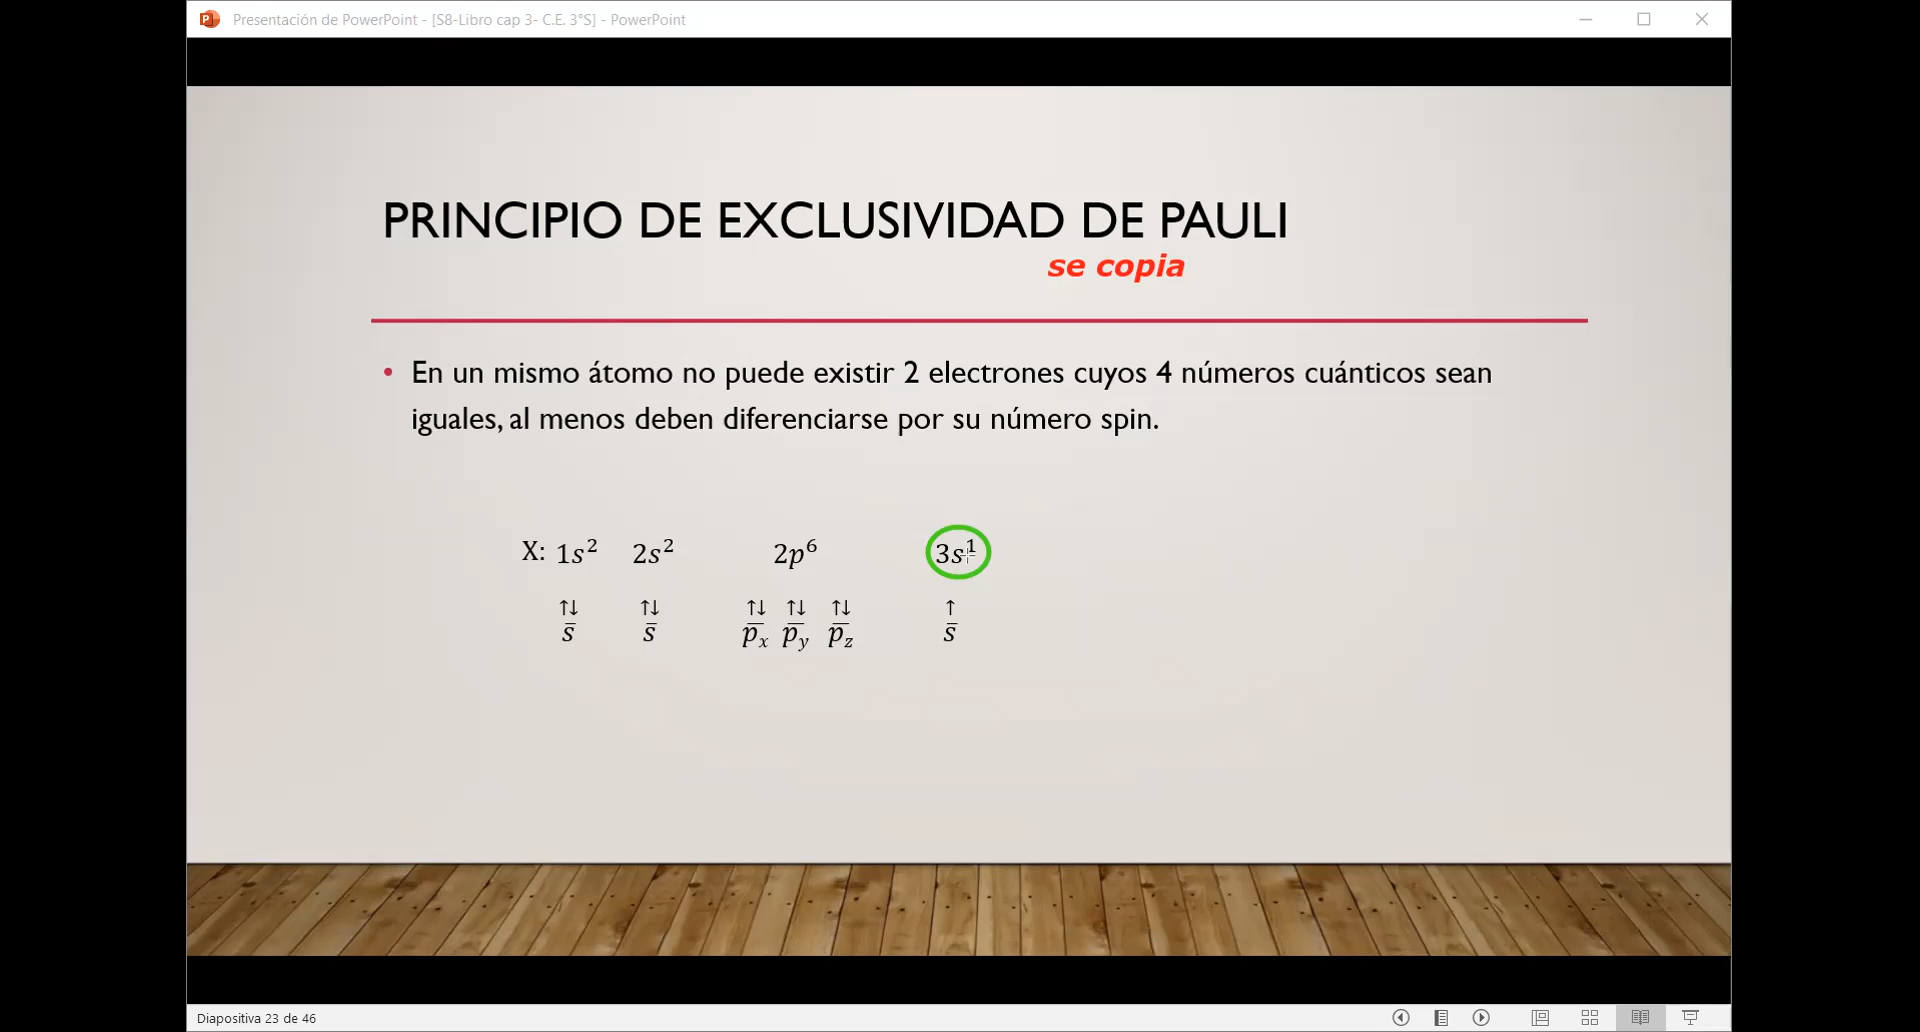 Presentación de PowerPoint - [S8-Libro cap 3- C.E. 3°S] - PowerPoint
PRINCIPIO DE EXCLUSIVIDAD DE PAULI
se copia
• En un mismo átomo no puede existir 2 electrones cuyos 4 números cuánticos sean
iguales, al menos deben diferenciarse por su número spin.
X: 1s² 2s² 2p⁶ 3s¹
↑↓ ↑↓ ↑↓ ↑↓ ↑↓ ↑
s s pₓ p_y p_z s
Diapositiva 23 de 46